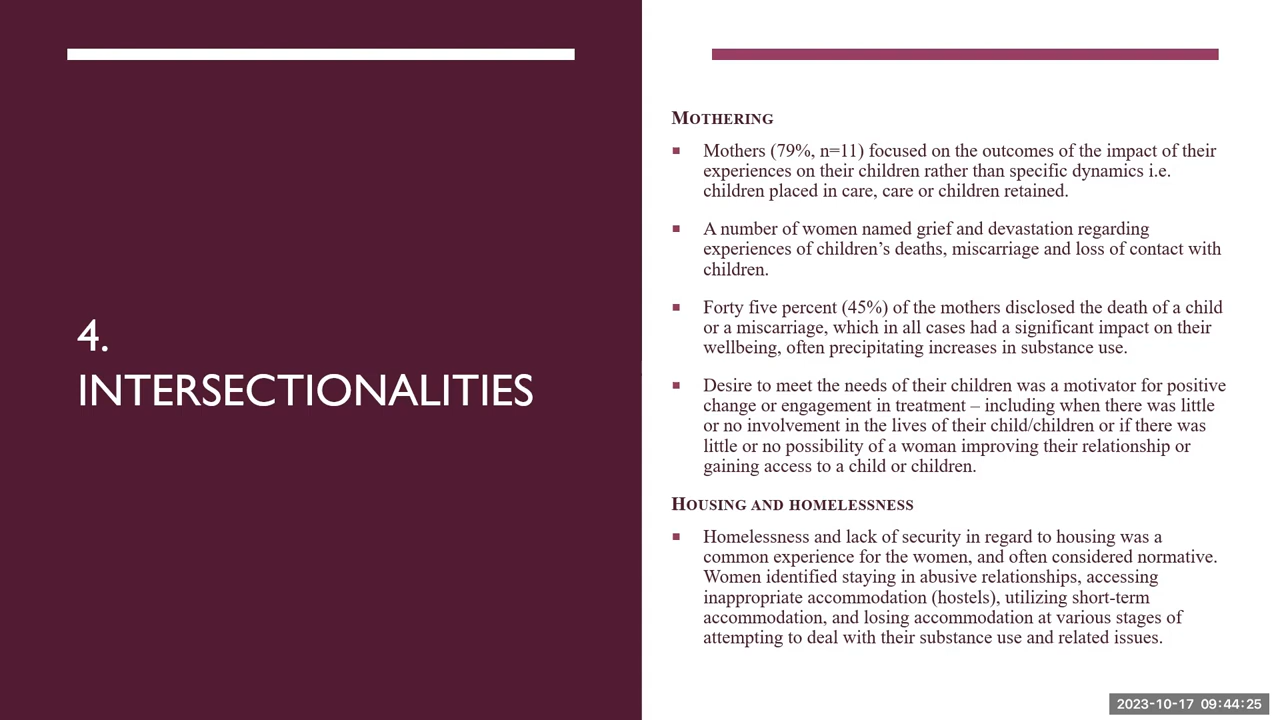 4.
INTERSECTIONALITIES
MOTHERING
Mothers (79%, n=11) focused on the outcomes of the impact of their
experiences on their children rather than specific dynamics i.e.
children placed in care, care or children retained.
A number of women named grief and devastation regarding
experiences of children’s deaths, miscarriage and loss of contact with
children.
Forty five percent (45%) of the mothers disclosed the death of a child
or a miscarriage, which in all cases had a significant impact on their
wellbeing, often precipitating increases in substance use.
Desire to meet the needs of their children was a motivator for positive
change or engagement in treatment – including when there was little
or no involvement in the lives of their child/children or if there was
little or no possibility of a woman improving their relationship or
gaining access to a child or children.
HOUSING AND HOMELESSNESS
Homelessness and lack of security in regard to housing was a
common experience for the women, and often considered normative.
Women identified staying in abusive relationships, accessing
inappropriate accommodation (hostels), utilizing short-term
accommodation, and losing accommodation at various stages of
attempting to deal with their substance use and related issues.
2023-10-17 09:44:25